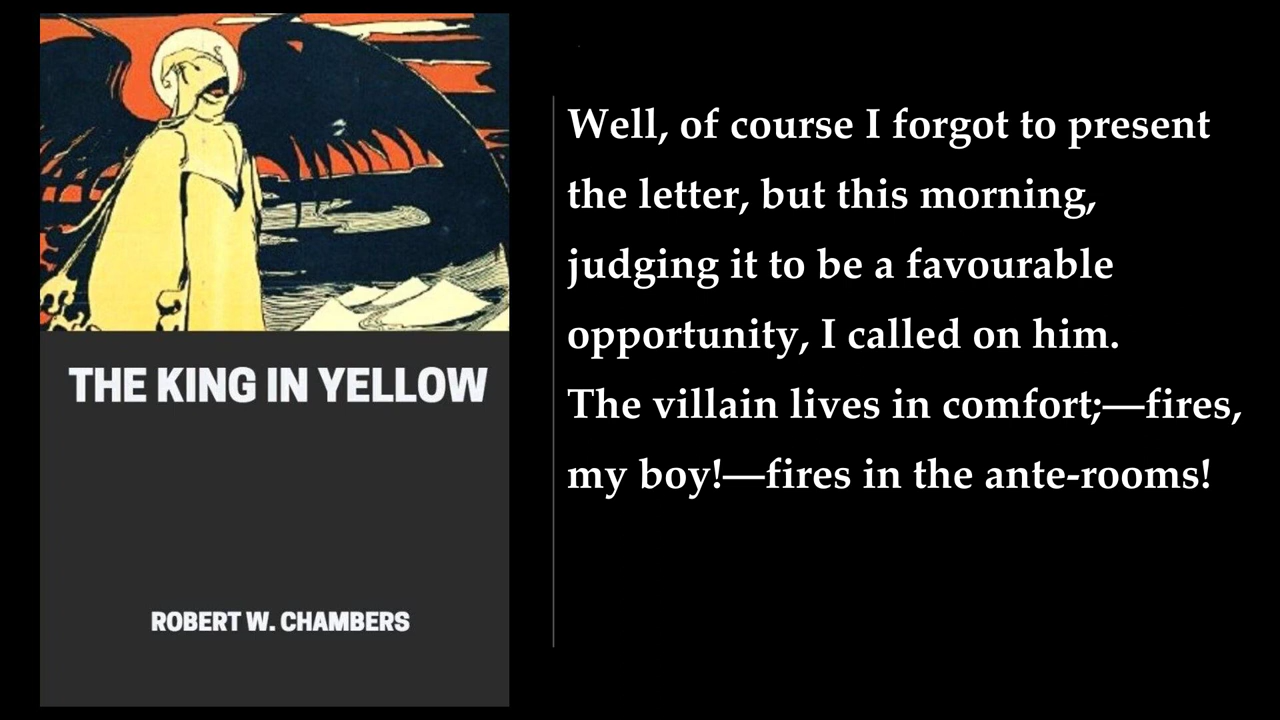 THE KING IN YELLOW
ROBERT W. CHAMBERS
Well, of course I forgot to present
the letter, but this morning,
judging it to be a favourable
opportunity, I called on him.
The villain lives in comfort;—fires,
my boy!—fires in the ante-rooms!